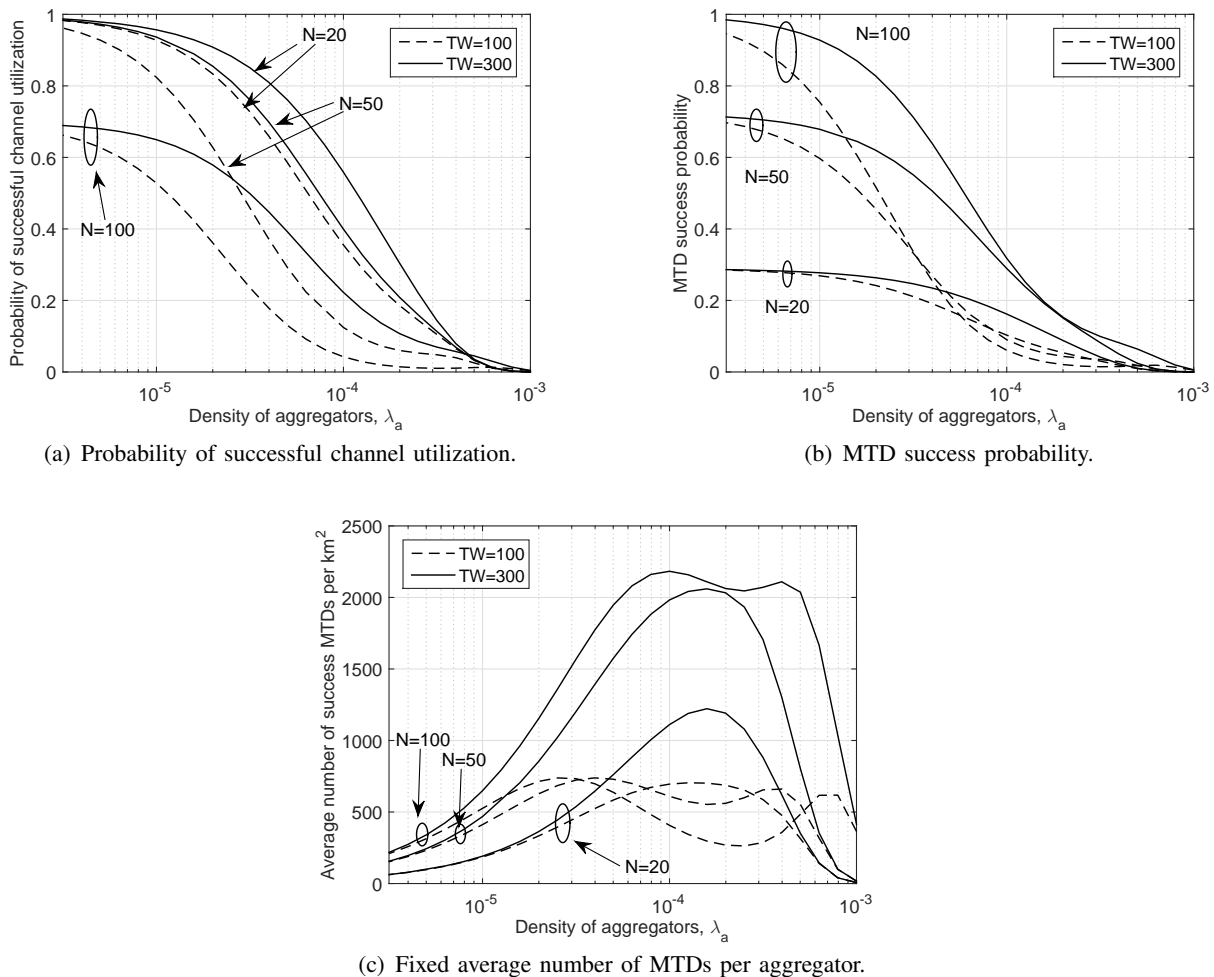 Probability of successful channel utilization
1
0.8
0.6
0.4
0.2
0
N=20
N=50
N=100
TW=100
TW=300
10^-5
10^-4
10^-3
Density of aggregators, λ_a
(a) Probability of successful channel utilization.
MTD success probability
1
0.8
0.6
0.4
0.2
0
N=100
N=50
N=20
TW=100
TW=300
10^-5
10^-4
10^-3
Density of aggregators, λ_a
(b) MTD success probability.
Average number of success MTDs per km^2
2500
2000
1500
1000
500
0
TW=100
TW=300
N=100
N=50
N=20
10^-5
10^-4
10^-3
Density of aggregators, λ_a
(c) Fixed average number of MTDs per aggregator.